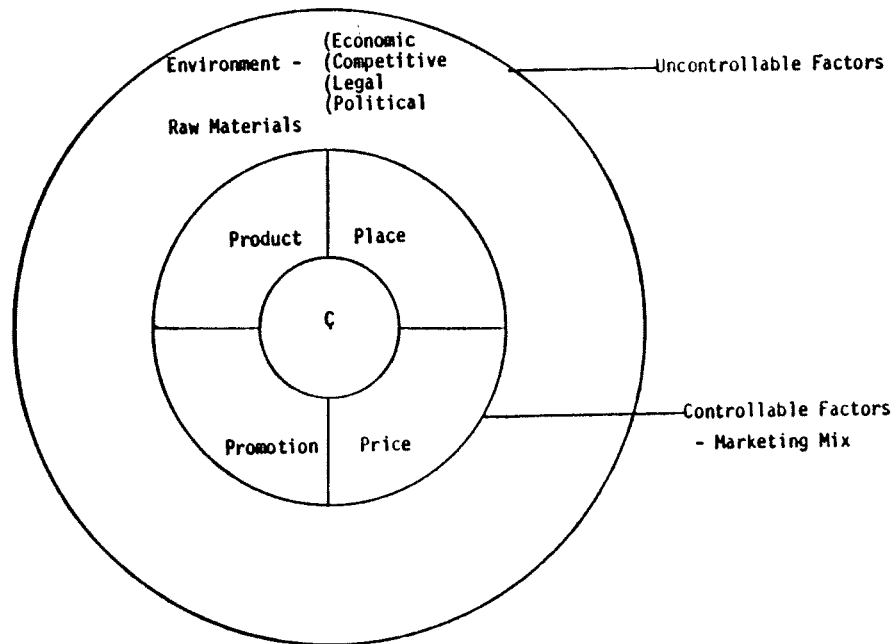 Environment - (Economic
(Competitive
(Legal
(Political
Uncontrollable Factors
Raw Materials
Product Place
Ç
Promotion Price
Controllable Factors
- Marketing Mix